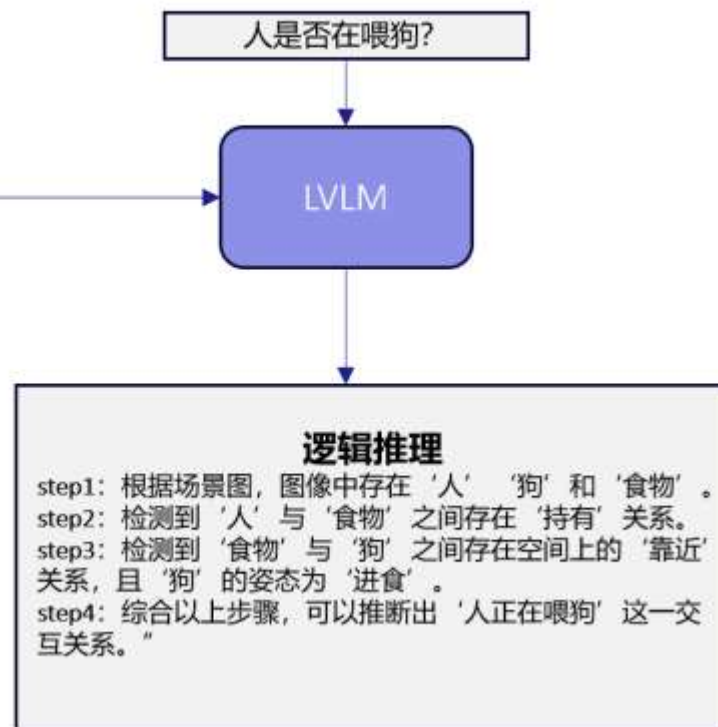 人是否在喂狗?
LVLM
逻辑推理
step1：根据场景图，图像中存在‘人’‘狗’和‘食物’。
step2：检测到‘人’与‘食物’之间存在‘持有’关系。
step3：检测到‘食物’与‘狗’之间存在空间上的‘靠近’
关系，且‘狗’的姿态为‘进食’。
step4：综合以上步骤，可以推断出‘人正在喂狗’这一交
互关系。”